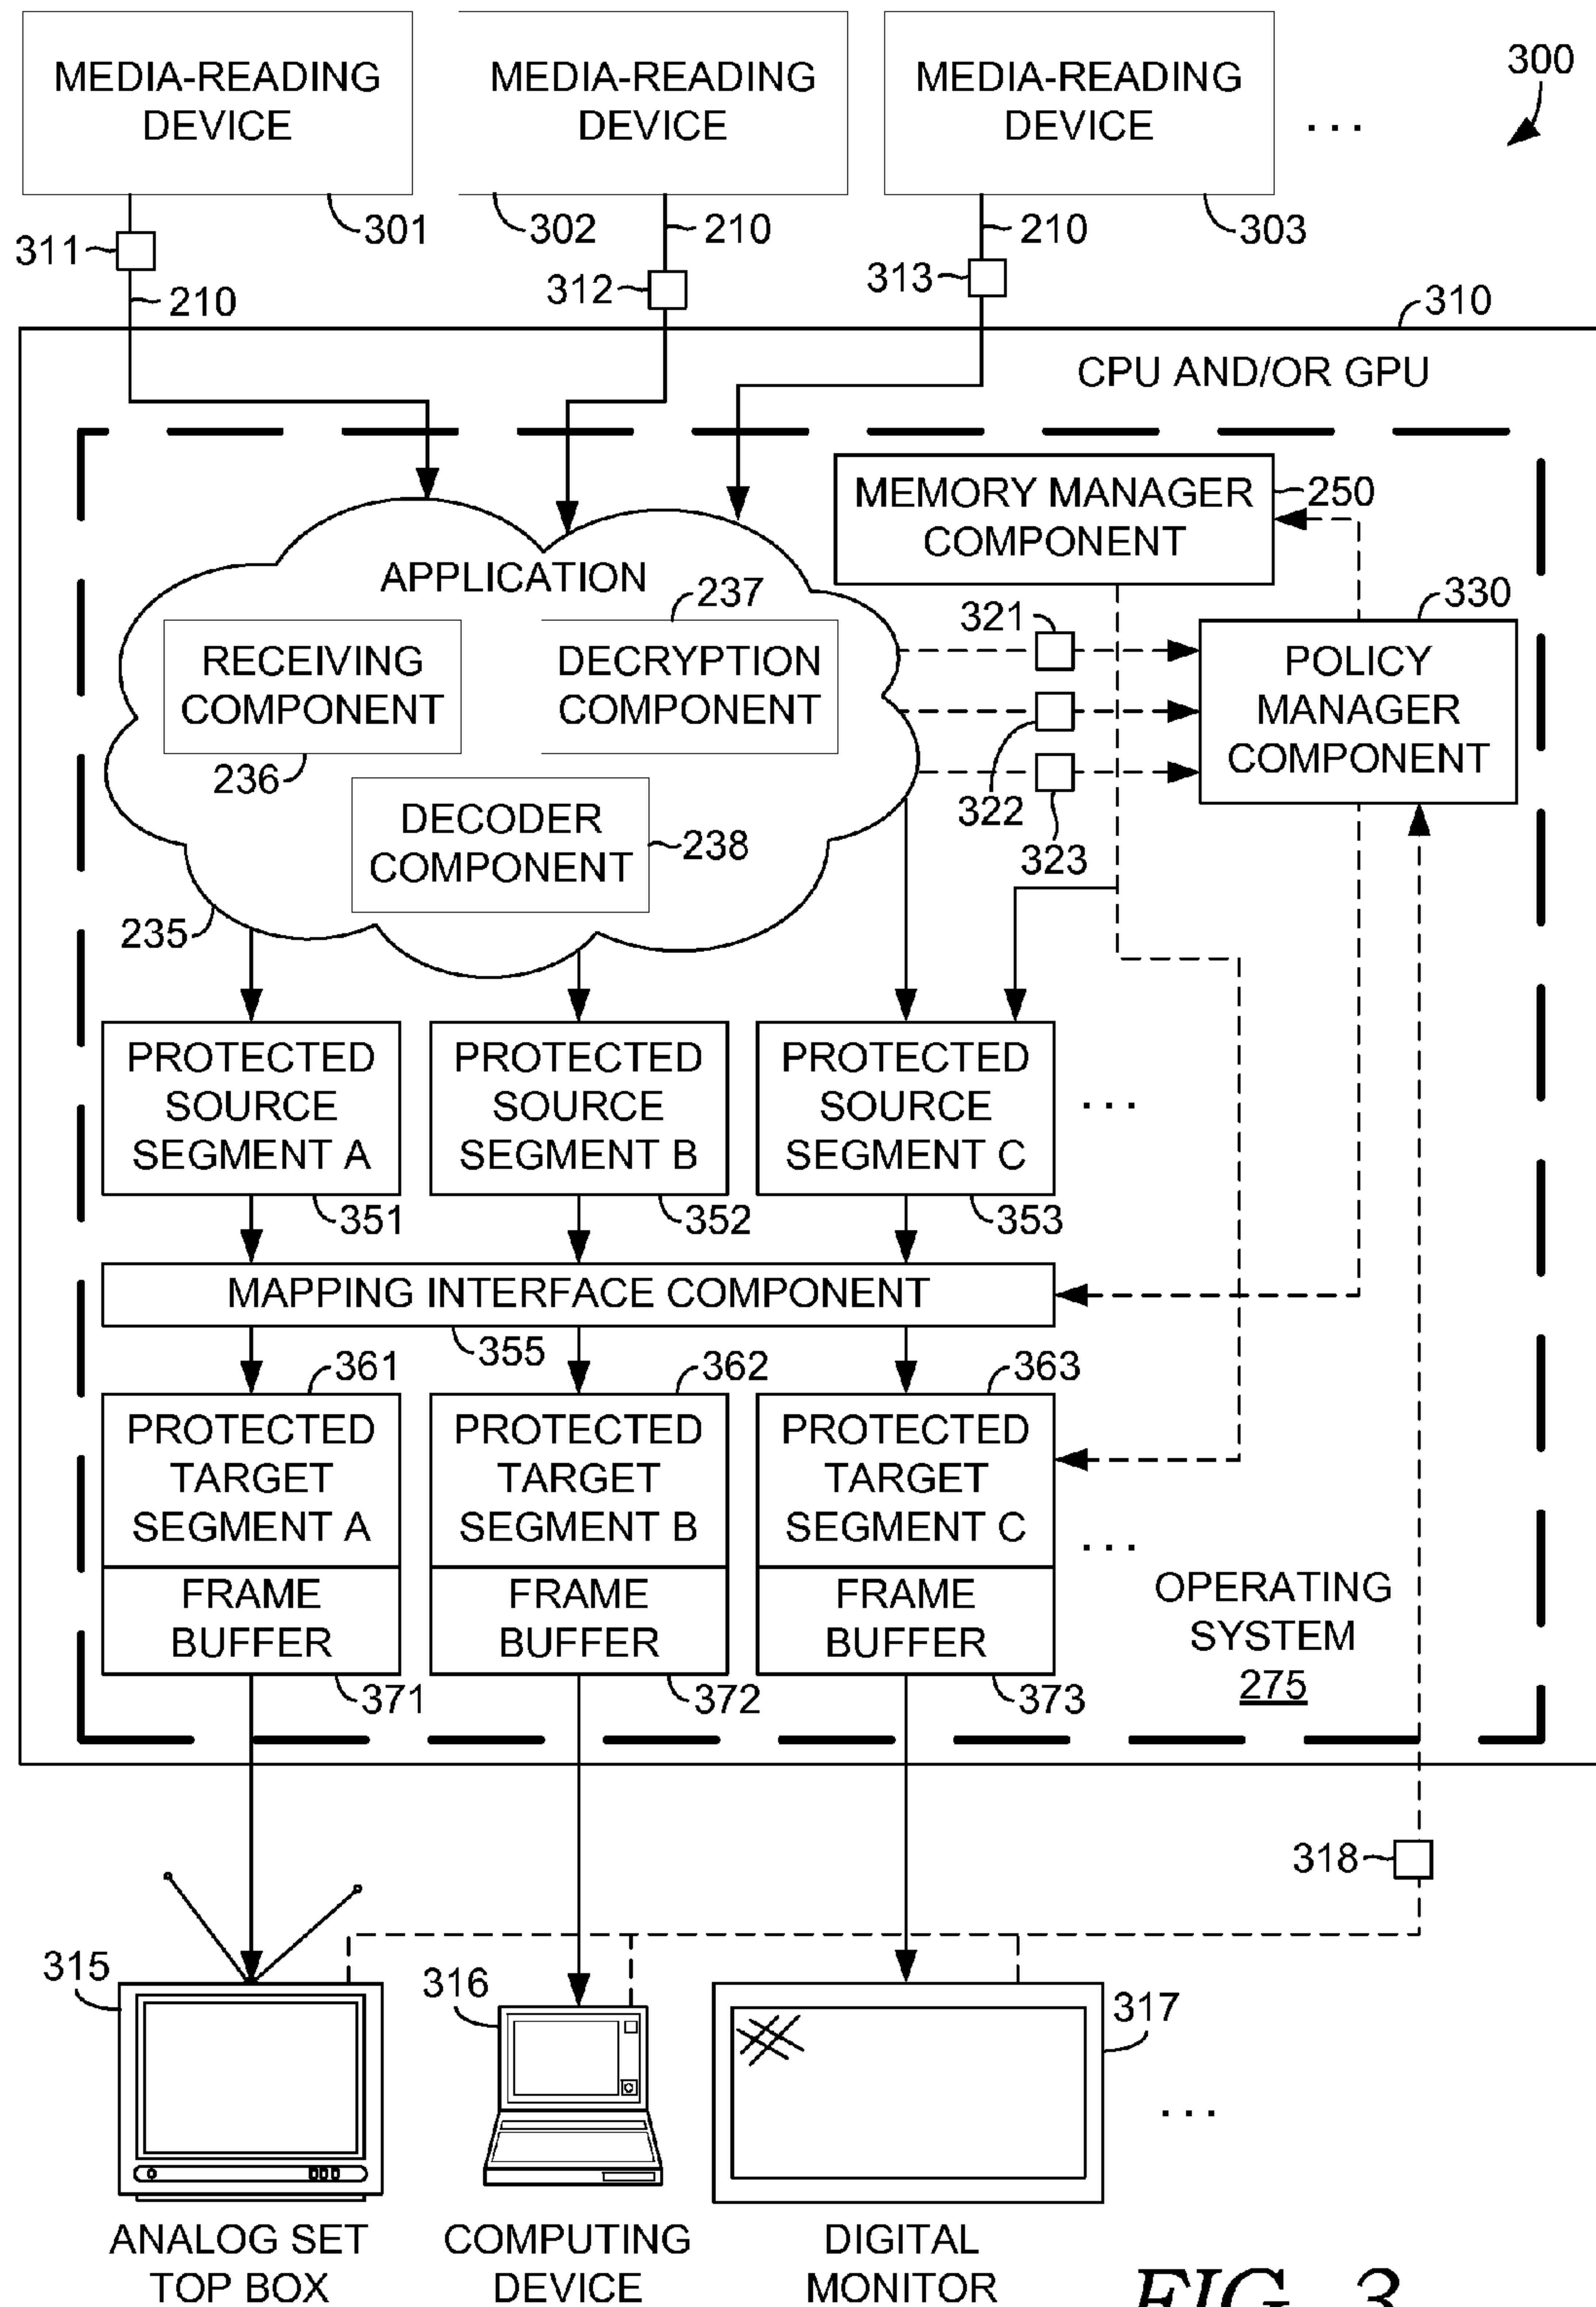 MEDIA-READING
DEVICE
MEDIA-READING
DEVICE
MEDIA-READING
DEVICE
...
300
301
302
303
311
210
312
210
313
210
310
CPU AND/OR GPU
MEMORY MANAGER
COMPONENT
250
APPLICATION
237
RECEIVING
COMPONENT
236
DECRYPTION
COMPONENT
DECODER
COMPONENT
238
235
321
322
323
330
POLICY
MANAGER
COMPONENT
PROTECTED
SOURCE
SEGMENT A
351
PROTECTED
SOURCE
SEGMENT B
352
PROTECTED
SOURCE
SEGMENT C
353
...
MAPPING INTERFACE COMPONENT
355
361
362
363
PROTECTED
TARGET
SEGMENT A
PROTECTED
TARGET
SEGMENT B
PROTECTED
TARGET
SEGMENT C
...
FRAME
BUFFER
371
FRAME
BUFFER
372
FRAME
BUFFER
373
OPERATING
SYSTEM
275
318
315
316
317
...
ANALOG SET
TOP BOX
COMPUTING
DEVICE
DIGITAL
MONITOR
FIG. 3